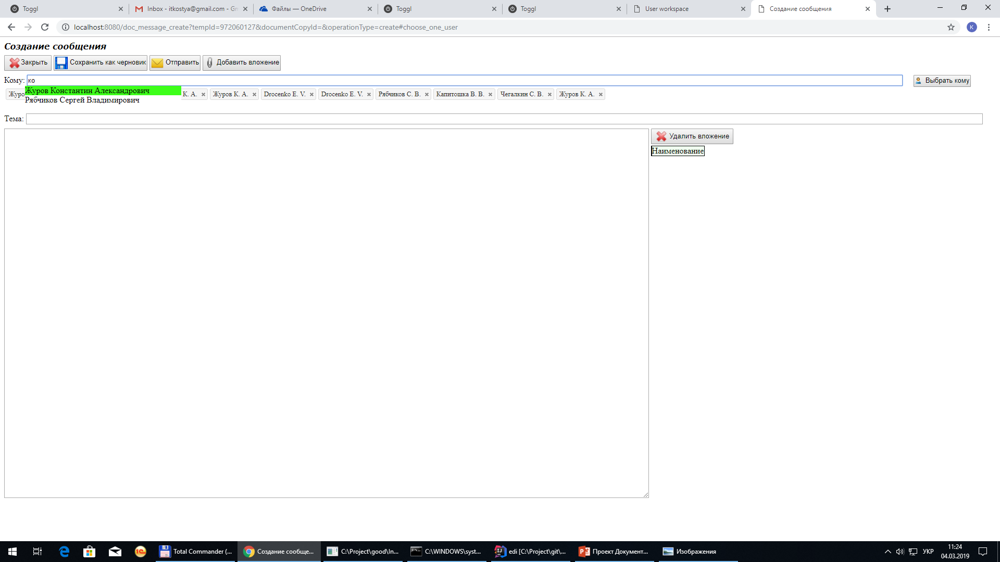 Toggl
Inbox - itkostya@gmail.com - Gm
Файлы — OneDrive
Toggl
Toggl
User workspace
Создание сообщения
localhost:8080/doc_message_create?tempId=972060127&documentCopyId=&operationType=create#choose_one_user
K
Создание сообщения
Закрыть
Сохранить как черновик
Отправить
Добавить вложение
Кому: ко
Выбрать кому
Журов Константин Александрович
Журо
К. А.
Журов К. А.
Drocenko E. V.
Drocenko E. V.
Рябчиков С. В.
Капитошка В. В.
Чегалкин С. В.
Журов К. А.
Рябчиков Сергей Владимирович
Тема:
Удалить вложение
Наименование
Total Commander (...
Создание сообще...
C:\Project\good\In...
C:\WINDOWS\syst...
edi [C:\Project\git\...
Проект Документ...
Изображения
УКР
11:24
04.03.2019